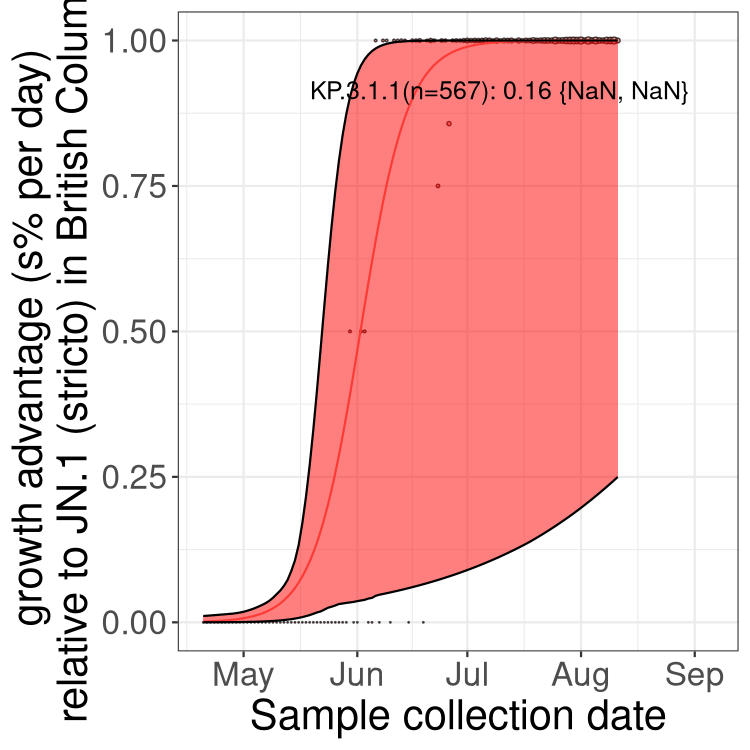 growth advantage (s% per day)
relative to JN.1 (stricto) in British Colum
1.00
0.75
0.50
0.25
0.00
KP.3.1.1(n=567): 0.16 {NaN, NaN}
May Jun Jul Aug Sep
Sample collection date